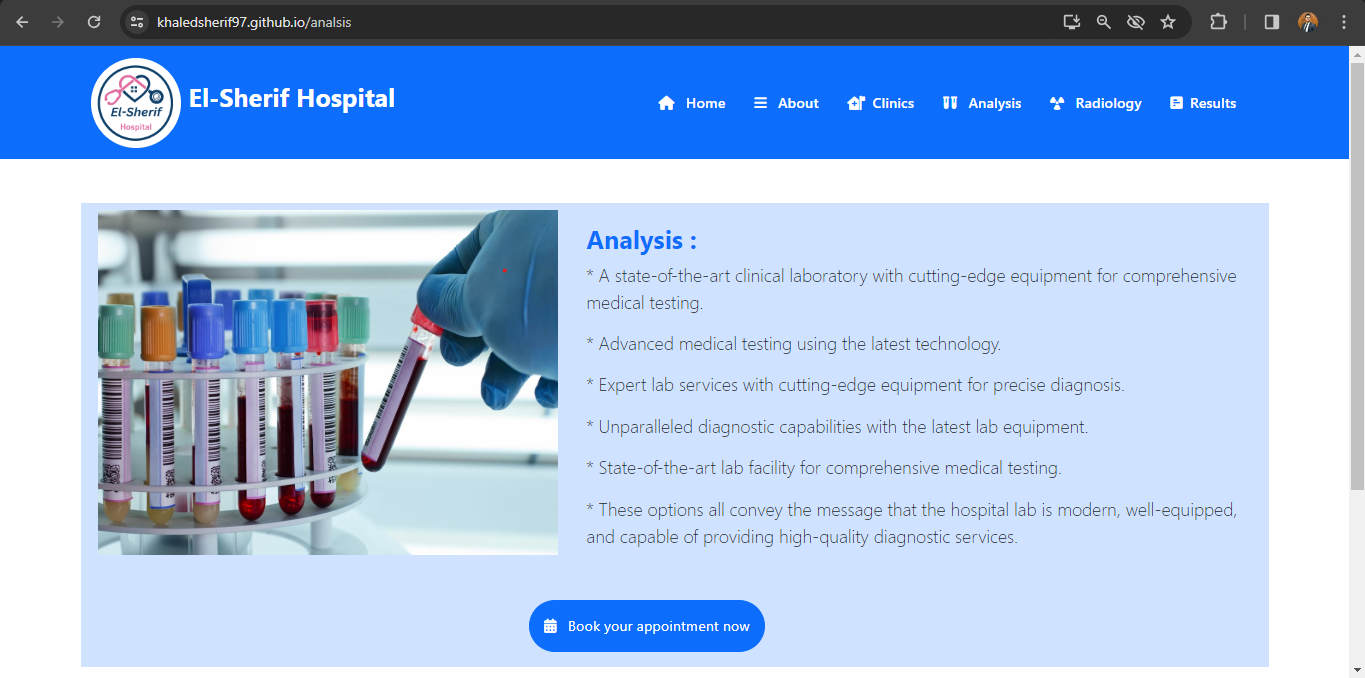 khaledsherif97.github.io/analsis
El-Sherif
Hospital
El-Sherif Hospital
Home
About
Clinics
Analysis
Radiology
Results
Analysis :
* A state-of-the-art clinical laboratory with cutting-edge equipment for comprehensive
medical testing.
* Advanced medical testing using the latest technology.
* Expert lab services with cutting-edge equipment for precise diagnosis.
* Unparalleled diagnostic capabilities with the latest lab equipment.
* State-of-the-art lab facility for comprehensive medical testing.
* These options all convey the message that the hospital lab is modern, well-equipped,
and capable of providing high-quality diagnostic services.
Book your appointment now